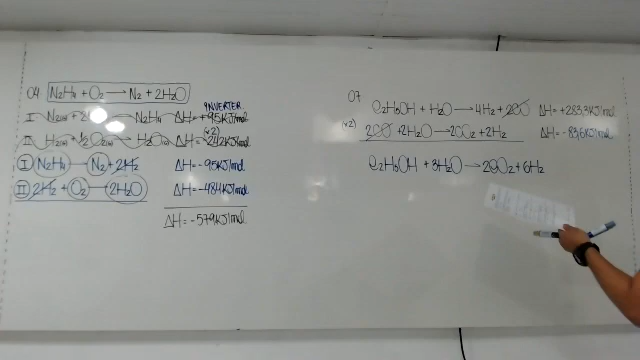 04 N₂H₄ + O₂ → N₂ + 2H₂O
INVERTER
I N₂(g) + 2 → N₂H₄ ΔH = +95KJ/mol
(x2)
II H₂(g) + ½O₂(g) → H₂O(g) ΔH = -242KJ/mol
I N₂H₄ → N₂ + 2H₂ ΔH = -95KJ/mol
II 2H₂ + O₂ → 2H₂O ΔH = -484KJ/mol
ΔH = -579KJ/mol
07
C₂H₅OH + H₂O → 4H₂ + 2CO ΔH = +283,3KJ/mol
(x2) 2CO + 2H₂O → 2CO₂ + 2H₂ ΔH = -83,6KJ/mol
C₂H₅OH + 3H₂O → 2CO₂ + 6H₂